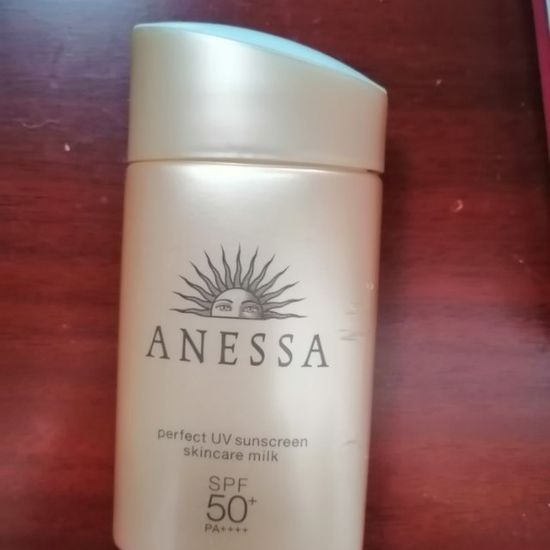 ANESSA
perfect UV sunscreen
skincare milk
SPF
50+
PA++++